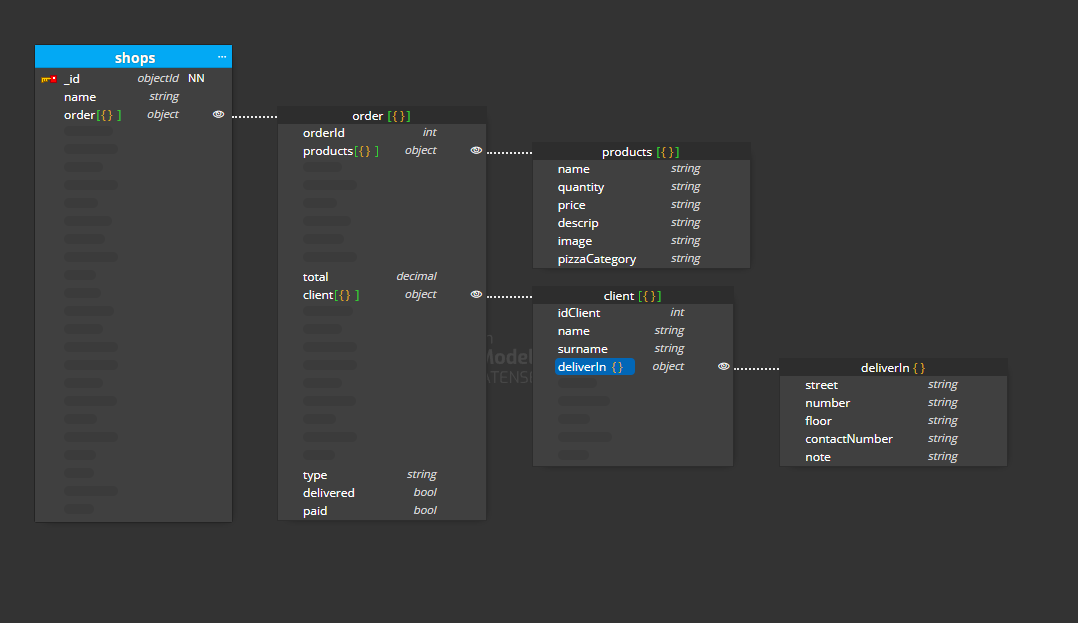 shops ...
_id objectId NN
name string
order[{} ] object
order [{}]
orderId int
products[{} ] object
total decimal
client[{} ] object
type string
delivered bool
paid bool
products [{}]
name string
quantity string
price string
descrip string
image string
pizzaCategory string
client [{}]
idClient int
name string
surname string
deliverIn {} object
deliverIn {}
street string
number string
floor string
contactNumber string
note string
Model
ATENSI